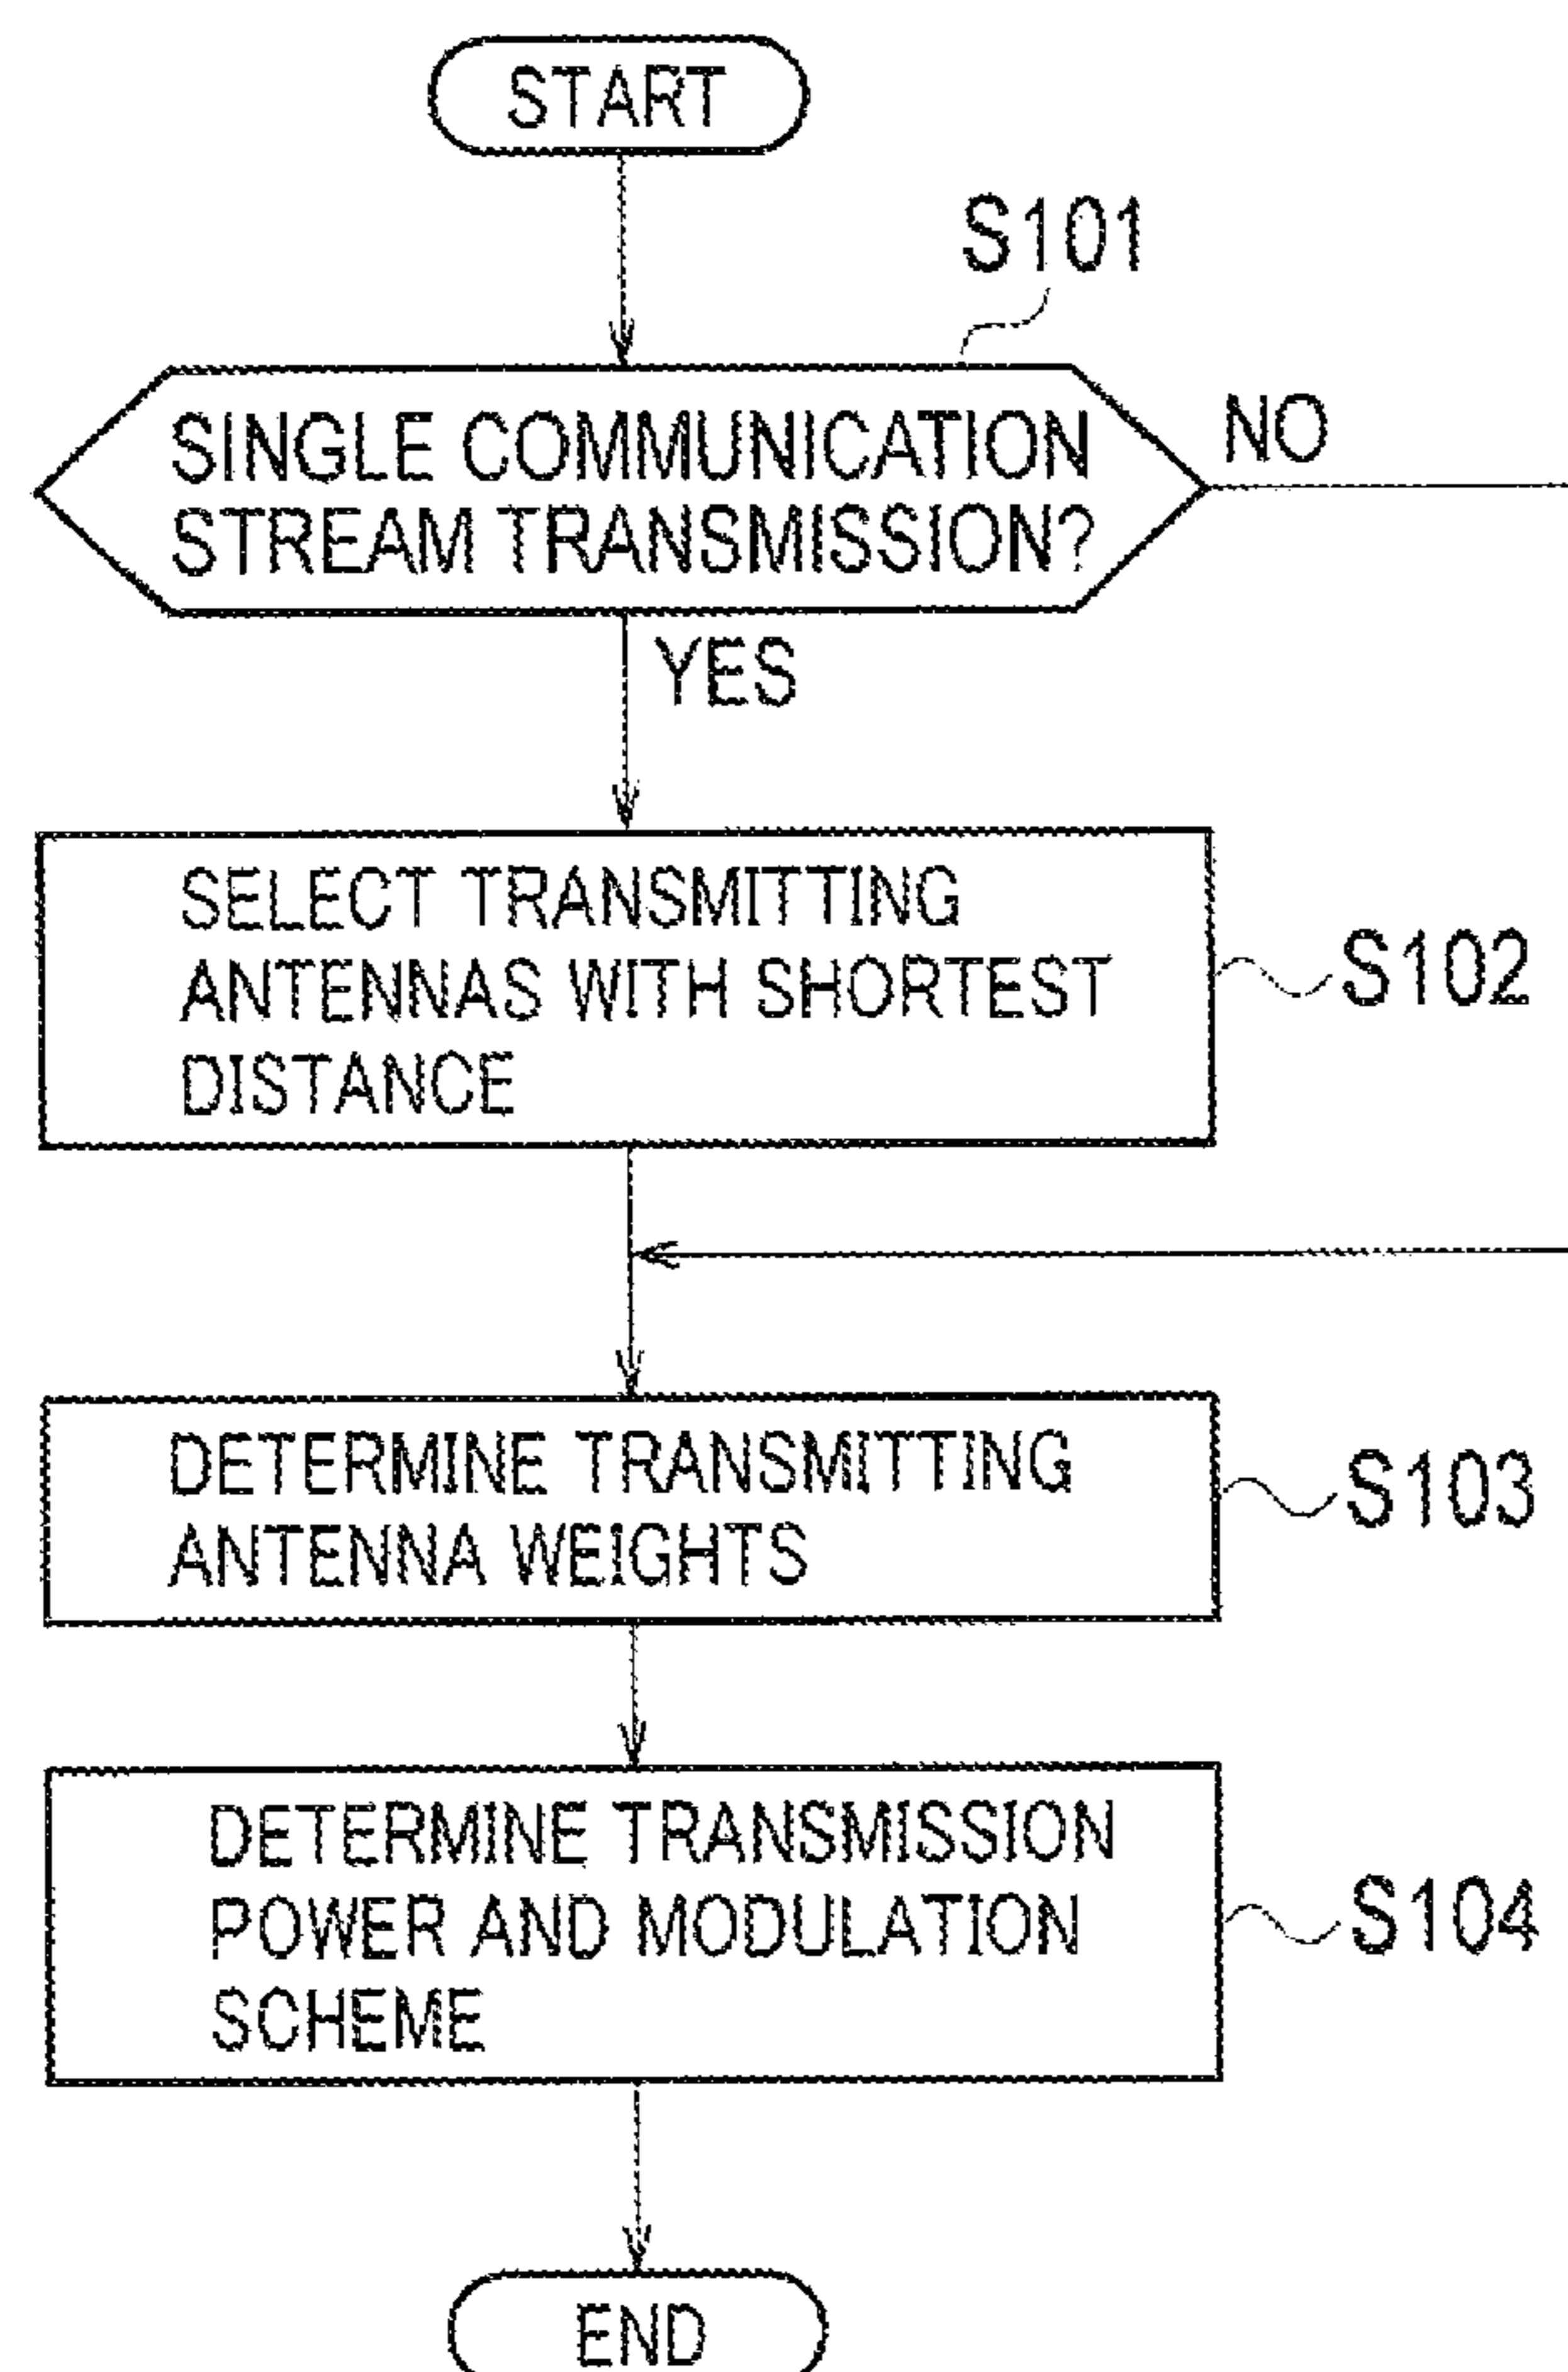 START
S101
SINGLE COMMUNICATION
STREAM TRANSMISSION?
NO
YES
SELECT TRANSMITTING
ANTENNAS WITH SHORTEST
DISTANCE
S102
DETERMINE TRANSMITTING
ANTENNA WEIGHTS
S103
DETERMINE TRANSMISSION
POWER AND MODULATION
SCHEME
S104
END